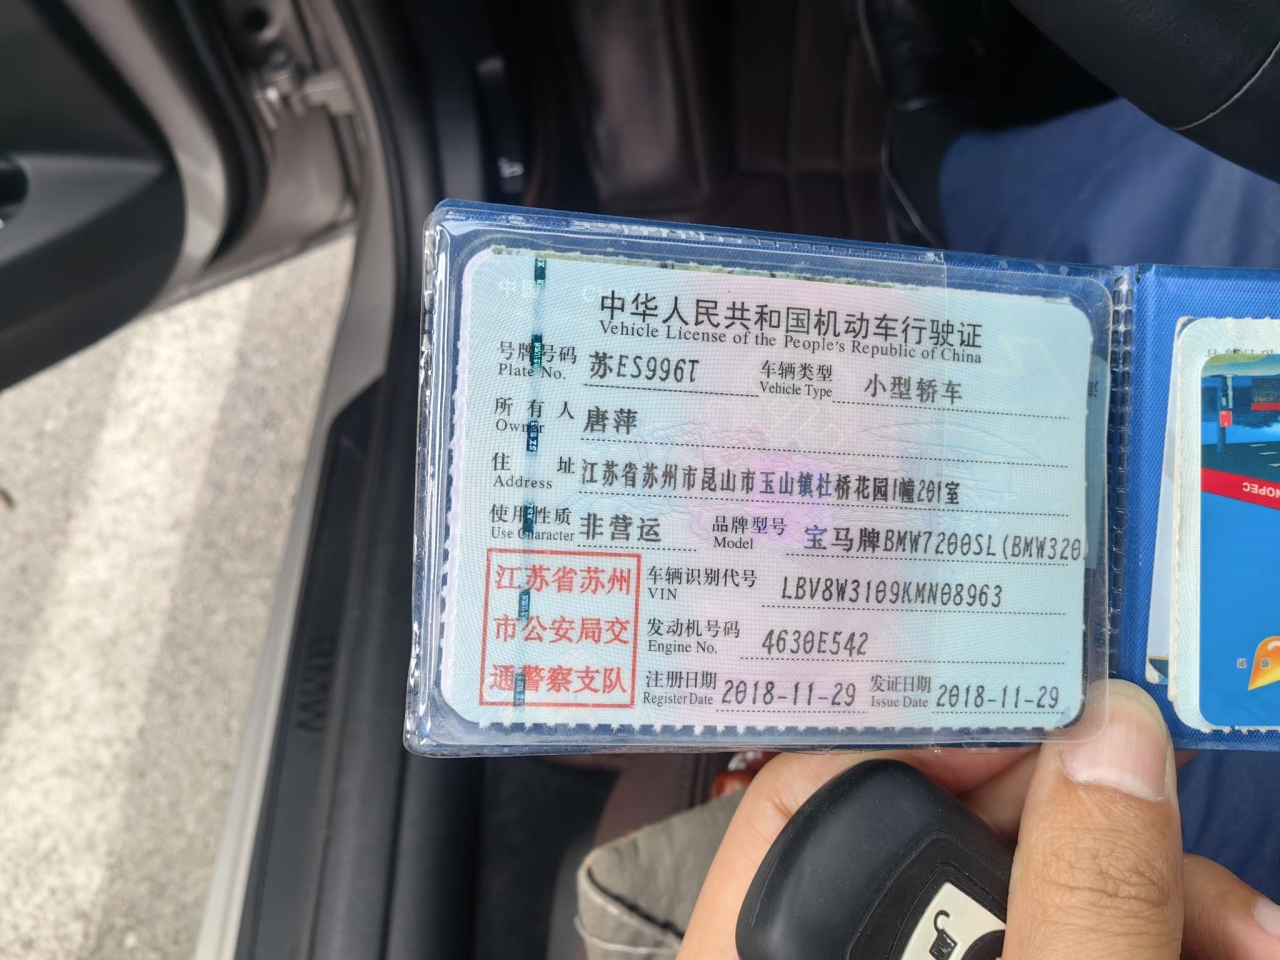 中华人民共和国机动车行驶证
Vehicle License of the People's Republic of China
号牌号码 苏ES996T 车辆类型 小型轿车
Plate No. Vehicle Type
所有人 唐萍
Owner
住址 江苏省苏州市昆山市玉山镇杜桥花园1幢201室
Address
使用性质 非营运 品牌型号 宝马牌BMW7200SL(BMW320
Use Character Model
江苏省苏州
市公安局交
通警察支队
车辆识别代号 LBV8W3109KMN08963
VIN
发动机号码 4630E542
Engine No.
注册日期 2018-11-29 发证日期 2018-11-29
Register Date Issue Date
NOPEC
BMW